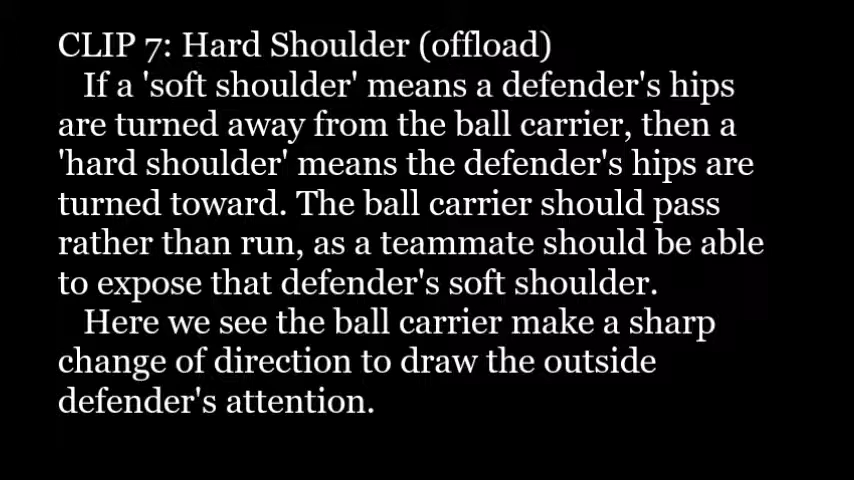 CLIP 7: Hard Shoulder (offload)
If a 'soft shoulder' means a defender's hips
are turned away from the ball carrier, then a
'hard shoulder' means the defender's hips are
turned toward. The ball carrier should pass
rather than run, as a teammate should be able
to expose that defender's soft shoulder.
Here we see the ball carrier make a sharp
change of direction to draw the outside
defender's attention.